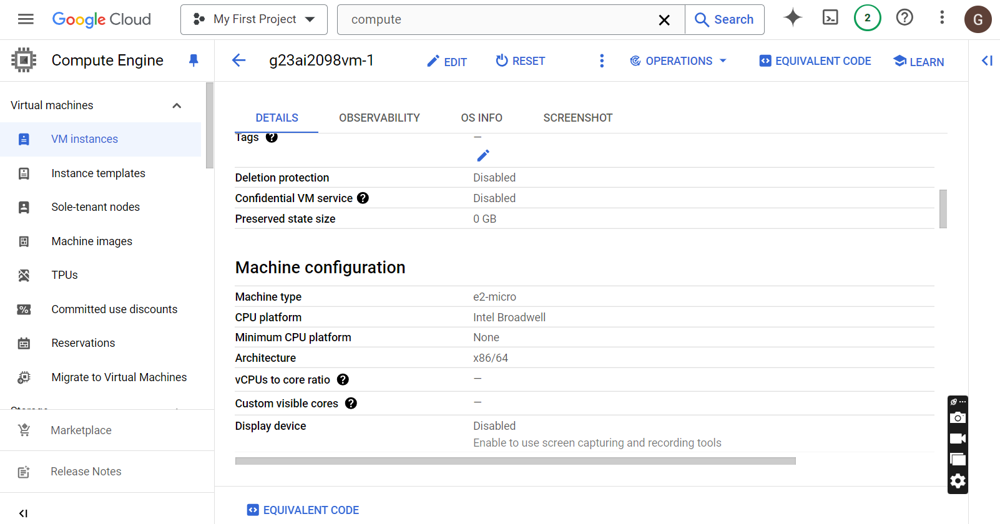 Google Cloud
My First Project
compute
Search
2
G
Compute Engine
g23ai2098vm-1
EDIT
RESET
OPERATIONS
EQUIVALENT CODE
LEARN
Virtual machines
VM instances
Instance templates
Sole-tenant nodes
Machine images
TPUs
Committed use discounts
Reservations
Migrate to Virtual Machines
Storage
Marketplace
Release Notes
DETAILS OBSERVABILITY OS INFO SCREENSHOT
Tags —
Deletion protection Disabled
Confidential VM service Disabled
Preserved state size 0 GB
Machine configuration
Machine type e2-micro
CPU platform Intel Broadwell
Minimum CPU platform None
Architecture x86/64
vCPUs to core ratio —
Custom visible cores —
Display device Disabled
Enable to use screen capturing and recording tools
EQUIVALENT CODE